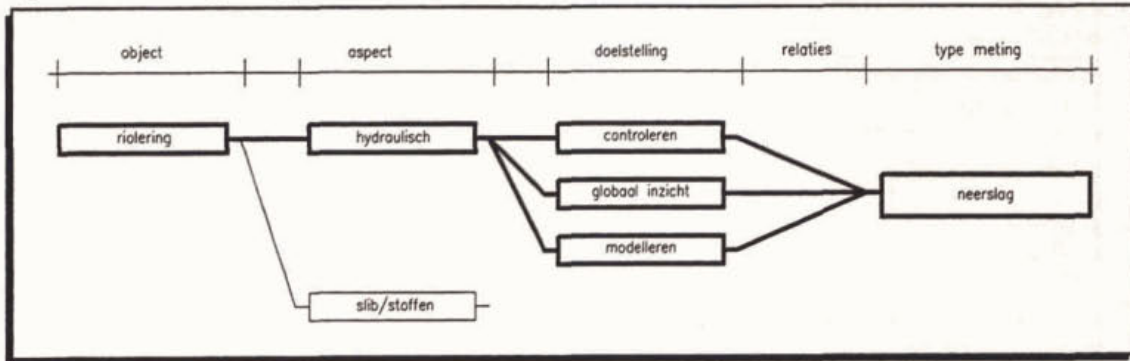 object aspect doelstelling relaties type meting
riolering hydraulisch controleren
globaal inzicht neerslag
modelleren
slib/stoffen